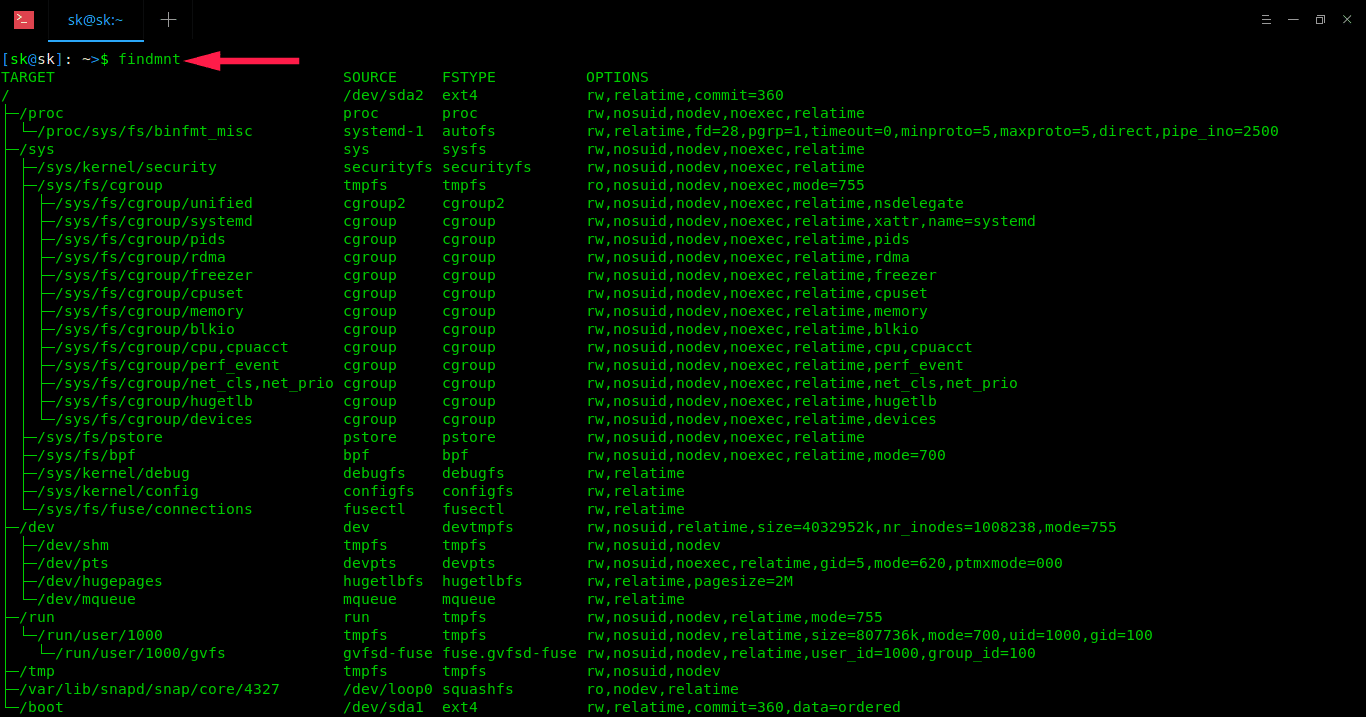 sk@sk:~
[sk@sk]: ~>$ findmnt
TARGET SOURCE FSTYPE OPTIONS
/ /dev/sda2 ext4 rw,relatime,commit=360
├─/proc proc proc rw,nosuid,nodev,noexec,relatime
│ └─/proc/sys/fs/binfmt_misc systemd-1 autofs rw,relatime,fd=28,pgrp=1,timeout=0,minproto=5,maxproto=5,direct,pipe_ino=2500
├─/sys sys sysfs rw,nosuid,nodev,noexec,relatime
│ ├─/sys/kernel/security securityfs securityfs rw,nosuid,nodev,noexec,relatime
│ ├─/sys/fs/cgroup tmpfs tmpfs ro,nosuid,nodev,noexec,mode=755
│ │ ├─/sys/fs/cgroup/unified cgroup2 cgroup2 rw,nosuid,nodev,noexec,relatime,nsdelegate
│ │ ├─/sys/fs/cgroup/systemd cgroup cgroup rw,nosuid,nodev,noexec,relatime,xattr,name=systemd
│ │ ├─/sys/fs/cgroup/pids cgroup cgroup rw,nosuid,nodev,noexec,relatime,pids
│ │ ├─/sys/fs/cgroup/rdma cgroup cgroup rw,nosuid,nodev,noexec,relatime,rdma
│ │ ├─/sys/fs/cgroup/freezer cgroup cgroup rw,nosuid,nodev,noexec,relatime,freezer
│ │ ├─/sys/fs/cgroup/cpuset cgroup cgroup rw,nosuid,nodev,noexec,relatime,cpuset
│ │ ├─/sys/fs/cgroup/memory cgroup cgroup rw,nosuid,nodev,noexec,relatime,memory
│ │ ├─/sys/fs/cgroup/blkio cgroup cgroup rw,nosuid,nodev,noexec,relatime,blkio
│ │ ├─/sys/fs/cgroup/cpu,cpuacct cgroup cgroup rw,nosuid,nodev,noexec,relatime,cpu,cpuacct
│ │ ├─/sys/fs/cgroup/perf_event cgroup cgroup rw,nosuid,nodev,noexec,relatime,perf_event
│ │ ├─/sys/fs/cgroup/net_cls,net_prio cgroup cgroup rw,nosuid,nodev,noexec,relatime,net_cls,net_prio
│ │ ├─/sys/fs/cgroup/hugetlb cgroup cgroup rw,nosuid,nodev,noexec,relatime,hugetlb
│ │ └─/sys/fs/cgroup/devices cgroup cgroup rw,nosuid,nodev,noexec,relatime,devices
│ ├─/sys/fs/pstore pstore pstore rw,nosuid,nodev,noexec,relatime
│ ├─/sys/fs/bpf bpf bpf rw,nosuid,nodev,noexec,relatime,mode=700
│ ├─/sys/kernel/debug debugfs debugfs rw,relatime
│ ├─/sys/kernel/config configfs configfs rw,relatime
│ └─/sys/fs/fuse/connections fusectl fusectl rw,relatime
├─/dev dev devtmpfs rw,nosuid,relatime,size=4032952k,nr_inodes=1008238,mode=755
│ ├─/dev/shm tmpfs tmpfs rw,nosuid,nodev
│ ├─/dev/pts devpts devpts rw,nosuid,noexec,relatime,gid=5,mode=620,ptmxmode=000
│ ├─/dev/hugepages hugetlbfs hugetlbfs rw,relatime,pagesize=2M
│ └─/dev/mqueue mqueue mqueue rw,relatime
├─/run run tmpfs rw,nosuid,nodev,relatime,mode=755
│ └─/run/user/1000 tmpfs tmpfs rw,nosuid,nodev,relatime,size=807736k,mode=700,uid=1000,gid=100
│ └─/run/user/1000/gvfs gvfsd-fuse fuse.gvfsd-fuse rw,nosuid,nodev,relatime,user_id=1000,group_id=100
├─/tmp tmpfs tmpfs rw,nosuid,nodev
├─/var/lib/snapd/snap/core/4327 /dev/loop0 squashfs ro,nodev,relatime
└─/boot /dev/sda1 ext4 rw,relatime,commit=360,data=ordered